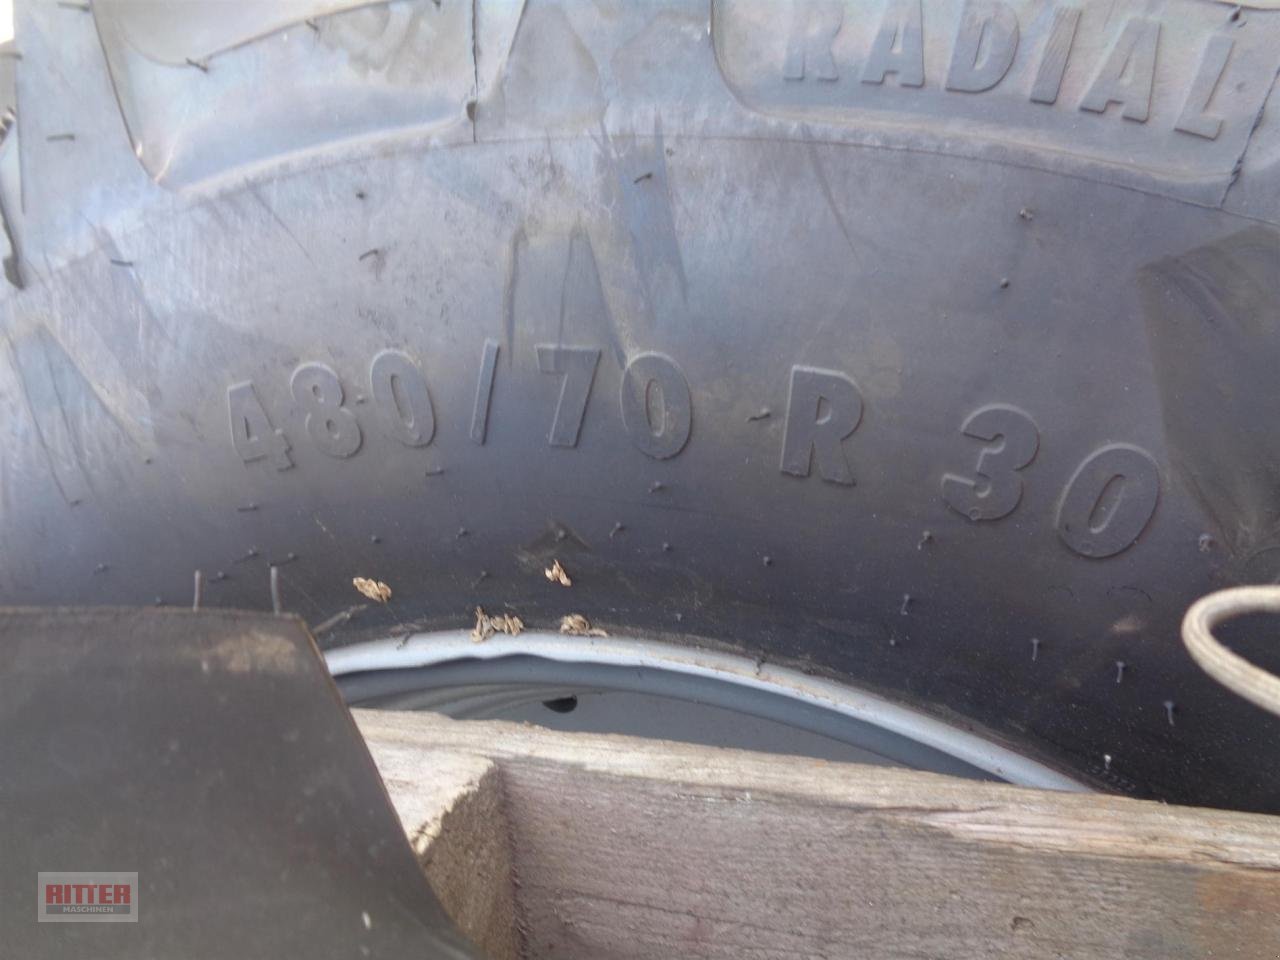 RADIAL
480/70 R 30
RITTER
MASCHINEN